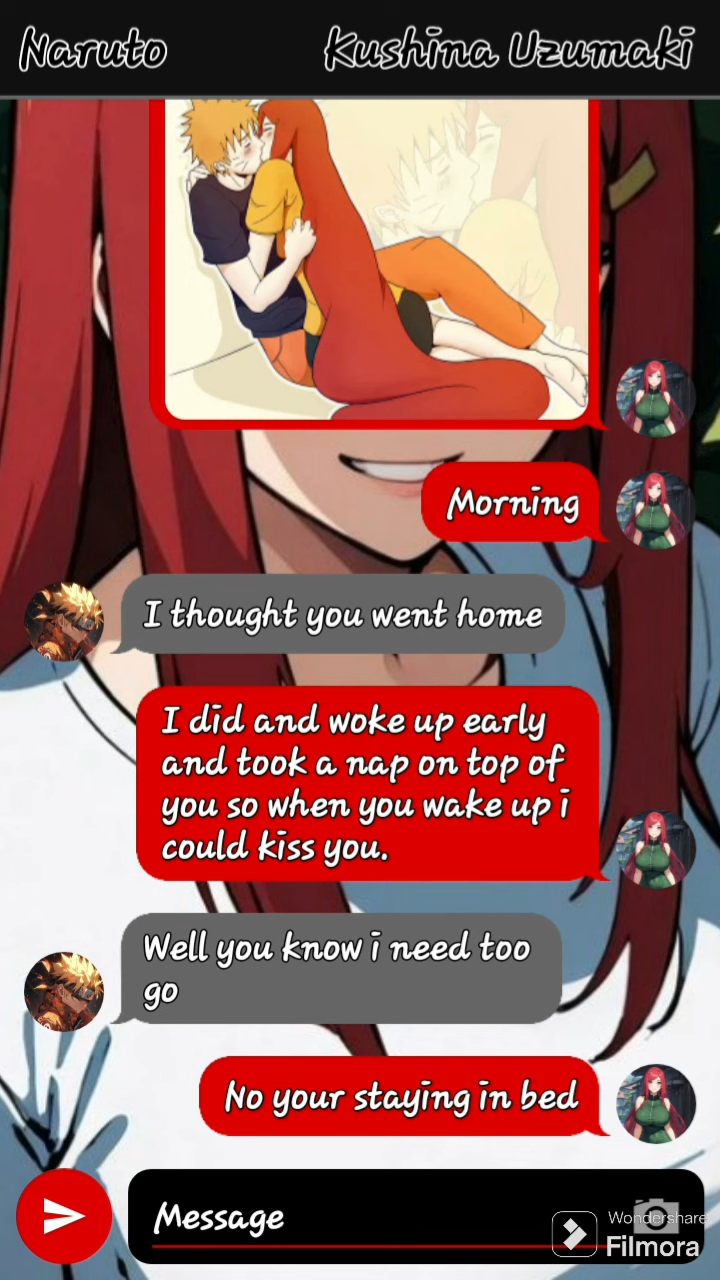 Naruto
Kushina Uzumaki
Morning
I thought you went home
I did and woke up early
and took a nap on top of
you so when you wake up i
could kiss you.
Well you know i need too
go
No your staying in bed
Message
Wondershare
Filmora